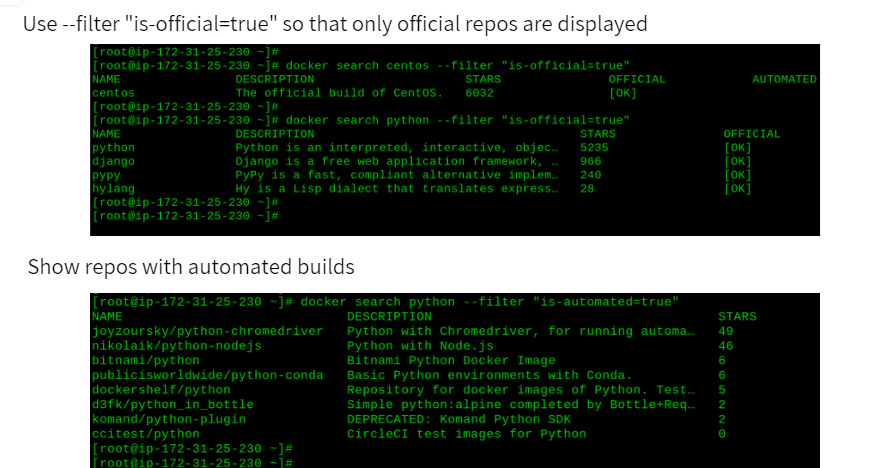 Use --filter "is-official=true" so that only official repos are displayed
[root@ip-172-31-25-230 ~]#
[root@ip-172-31-25-230 ~]# docker search centos --filter "is-official=true"
NAME DESCRIPTION STARS OFFICIAL AUTOMATED
centos The official build of CentOS. 6032 [OK]
[root@ip-172-31-25-230 ~]#
[root@ip-172-31-25-230 ~]# docker search python --filter "is-official=true"
NAME DESCRIPTION STARS OFFICIAL
python Python is an interpreted, interactive, objec… 5235 [OK]
django Django is a free web application framework, … 966 [OK]
pypy PyPy is a fast, compliant alternative implem… 240 [OK]
hylang Hy is a Lisp dialect that translates express… 28 [OK]
[root@ip-172-31-25-230 ~]#
[root@ip-172-31-25-230 ~]#
Show repos with automated builds
[root@ip-172-31-25-230 ~]# docker search python --filter "is-automated=true"
NAME DESCRIPTION STARS
joyzoursky/python-chromedriver Python with Chromedriver, for running automa… 49
nikolaik/python-nodejs Python with Node.js 46
bitnami/python Bitnami Python Docker Image 6
publicisworldwide/python-conda Basic Python environments with Conda. 6
dockershelf/python Repository for docker images of Python. Test… 5
d3fk/python_in_bottle Simple python:alpine completed by Bottle+Req… 2
komand/python-plugin DEPRECATED: Komand Python SDK 2
ccitest/python CircleCI test images for Python 0
[root@ip-172-31-25-230 ~]#
[root@ip-172-31-25-230 ~]#